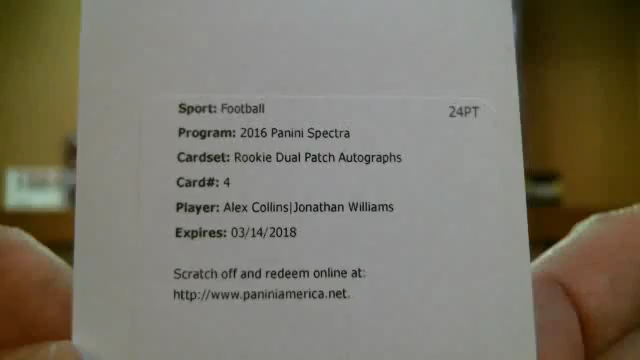 Sport: Football
24PT
Program: 2016 Panini Spectra
Cardset: Rookie Dual Patch Autographs
Card#: 4
Player: Alex Collins|Jonathan Williams
Expires: 03/14/2018
Scratch off and redeem online at:
http://www.paniniamerica.net.